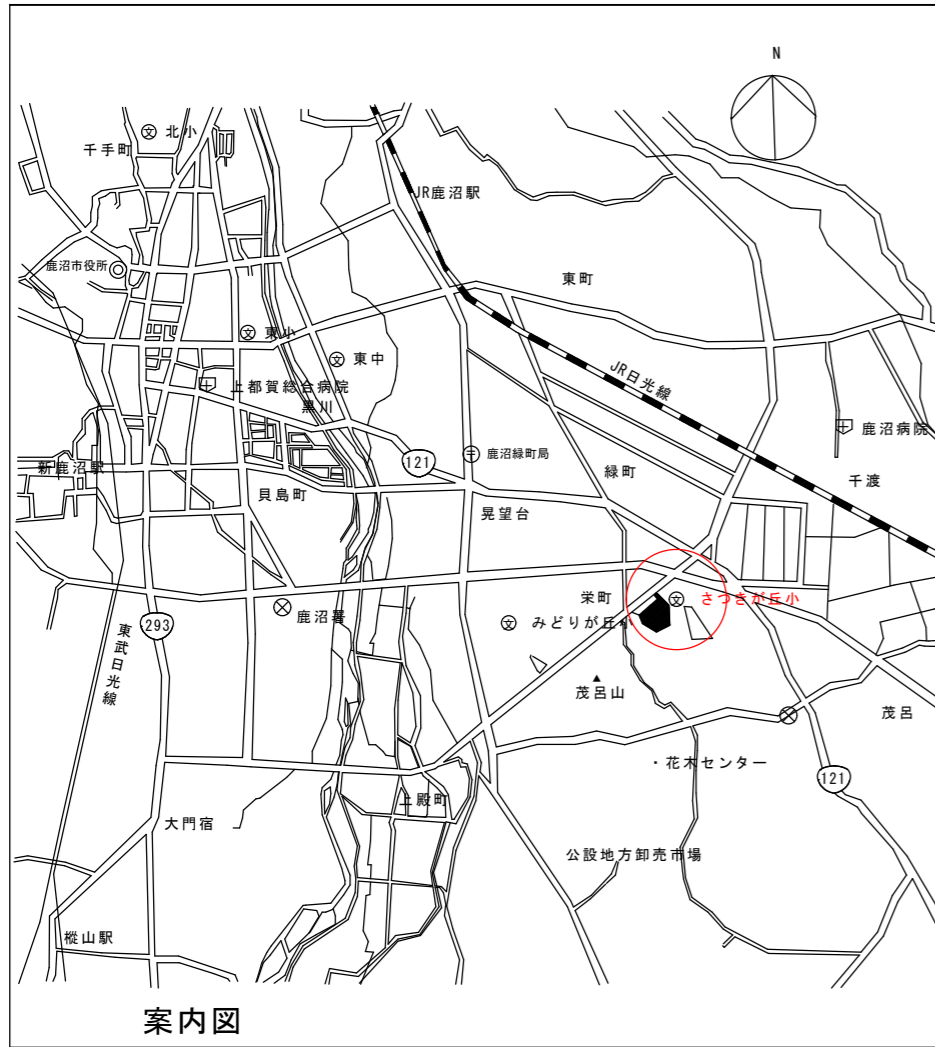 N
北小
千手町
JR鹿沼駅
鹿沼市役所
東町
東小
東中
JR日光線
上都賀総合病院
黒川
鹿沼病院
121
鹿沼緑町局
新鹿沼駅
緑町
千渡
貝島町
晃望台
栄町
さつきが丘小
鹿沼署
みどりが丘小
293
東武日光線
茂呂山
茂呂
・花木センター
121
上殿町
大門宿
公設地方卸売市場
樅山駅
案内図